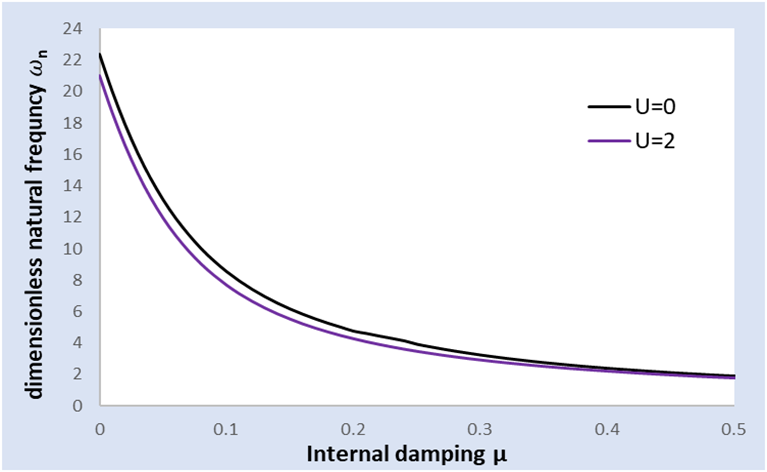 dimensionless natural frequncy ωn
24
22
20
18
16
14
12
10
8
6
4
2
0
U=0
U=2
0 0.1 0.2 0.3 0.4 0.5
Internal damping μ